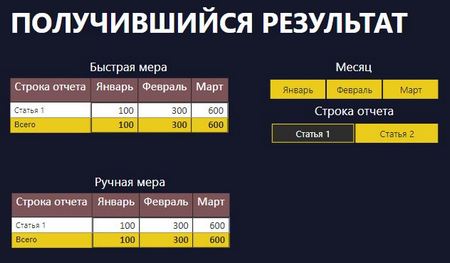 ПОЛУЧИВШИЙСЯ РЕЗУЛЬТАТ
Быстрая мера
Строка отчета Январь Февраль Март
Статья 1 100 300 600
Всего 100 300 600
Месяц
Январь Февраль Март
Строка отчета
Статья 1 Статья 2
Ручная мера
Строка отчета Январь Февраль Март
Статья 1 100 300 600
Всего 100 300 600